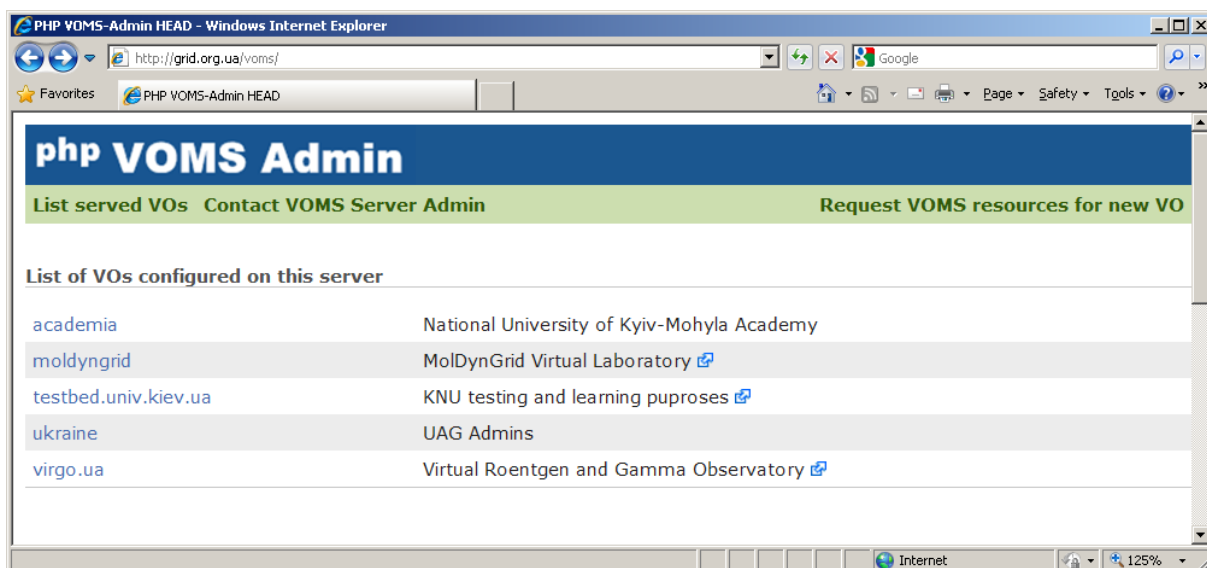 PHP VOMS-Admin HEAD - Windows Internet Explorer
http://grid.org.ua/voms/
Google
Favorites PHP VOMS-Admin HEAD Page Safety Tools »
php VOMS Admin
List served VOs Contact VOMS Server Admin Request VOMS resources for new VO
List of VOs configured on this server
academia National University of Kyiv-Mohyla Academy
moldyngrid MolDynGrid Virtual Laboratory
testbed.univ.kiev.ua KNU testing and learning puproses
ukraine UAG Admins
virgo.ua Virtual Roentgen and Gamma Observatory
Internet 125%